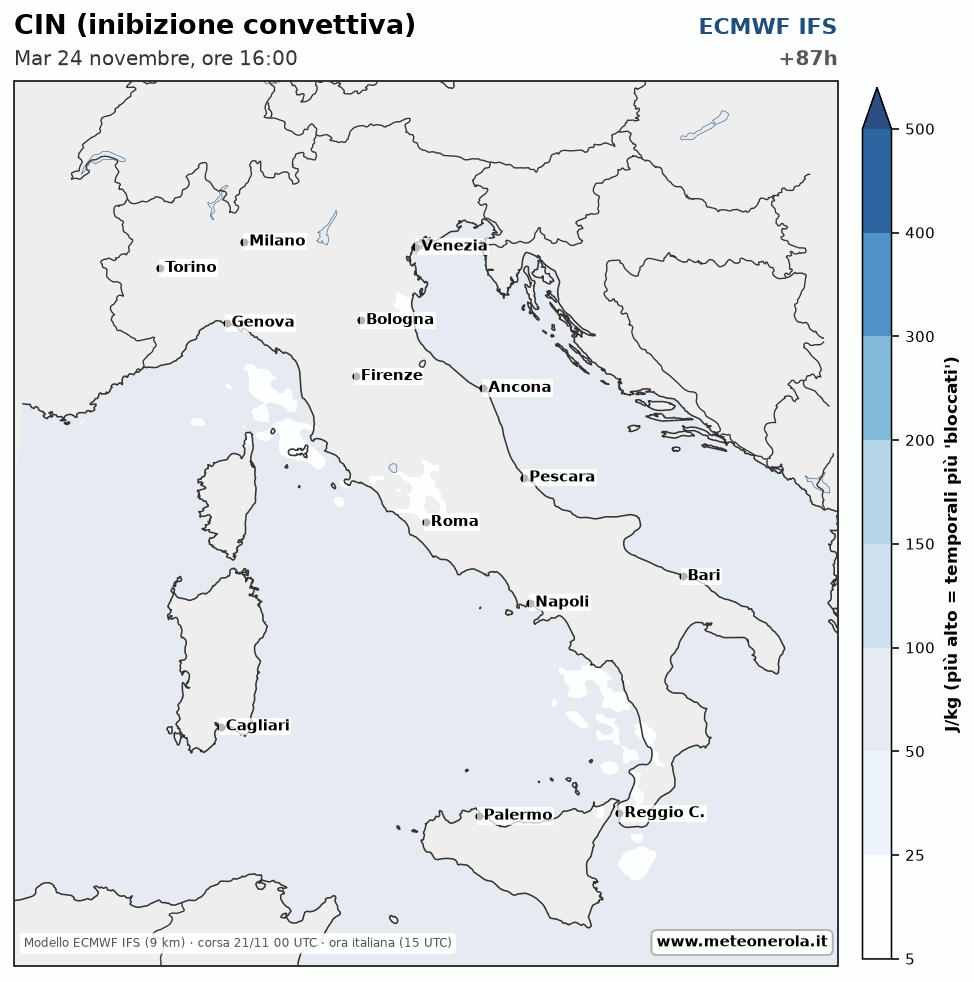 CIN (inibizione convettiva)
ECMWF IFS
Mar 24 novembre, ore 16:00
+87h
Milano
Venezia
Torino
Genova
Bologna
Firenze
Ancona
Pescara
Roma
Bari
Napoli
Cagliari
Palermo
Reggio C.
500
400
300
200
150
100
50
25
5
J/kg (più alto = temporali più 'bloccati')
Modello ECMWF IFS (9 km) · corsa 21/11 00 UTC · ora italiana (15 UTC)
www.meteonerola.it